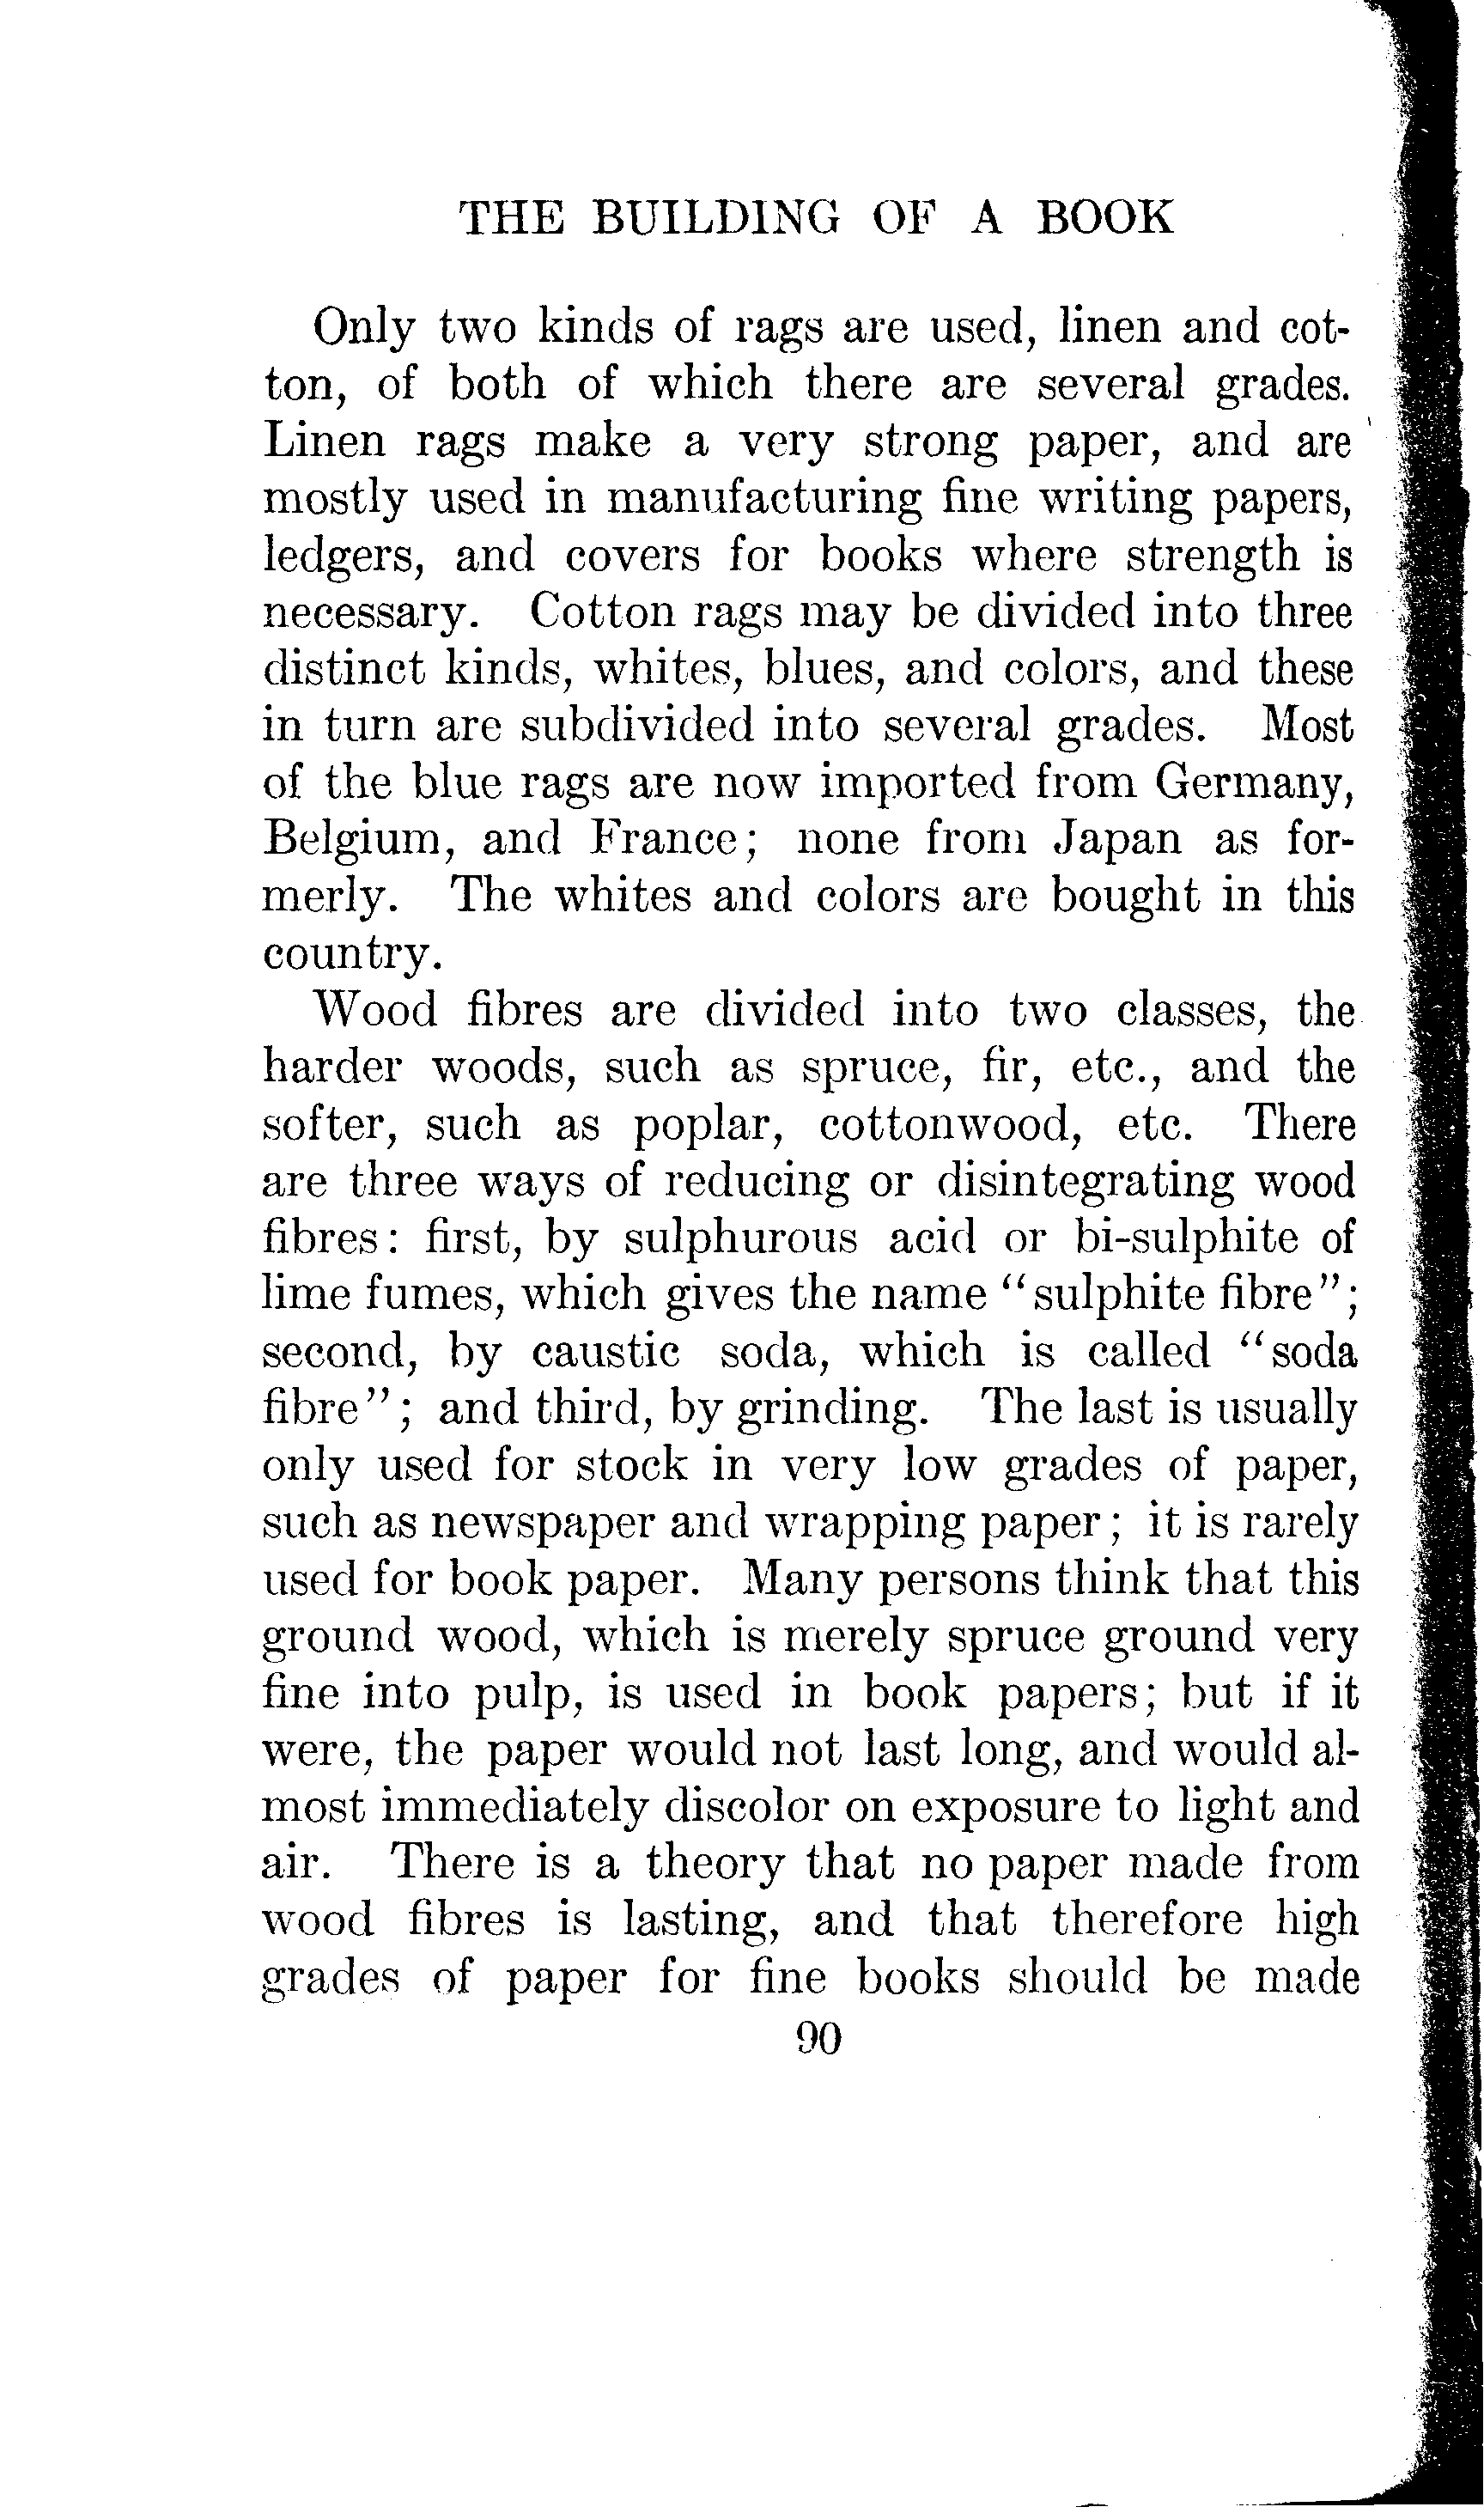 THE BUILDING OF A BOOK
Only two kinds of rags are used, linen and cot-
ton, of both of which there are several grades.
Linen rags make a very strong paper, and are
mostly used in manufacturing fine writing papers,
ledgers, and covers for books where strength is
necessary. Cotton rags may be divided into three
distinct kinds, whites, blues, and colors, and these
in turn are subdivided into several grades. Most
of the blue rags are now imported from Germany,
Belgium, and France; none from Japan as for-
merly. The whites and colors are bought in this
country.
Wood fibres are divided into two classes, the
harder woods, such as spruce, fir, etc., and the
softer, such as poplar, cottonwood, etc. There
are three ways of reducing or disintegrating wood
fibres: first, by sulphurous acid or bi-sulphite of
lime fumes, which gives the name "sulphite fibre";
second, by caustic soda, which is called "soda
fibre"; and third, by grinding. The last is usually
only used for stock in very low grades of paper,
such as newspaper and wrapping paper; it is rarely
used for book paper. Many persons think that this
ground wood, which is merely spruce ground very
fine into pulp, is used in book papers; but if it
were, the paper would not last long, and would al-
most immediately discolor on exposure to light and
air. There is a theory that no paper made from
wood fibres is lasting, and that therefore high
grades of paper for fine books should be made
90